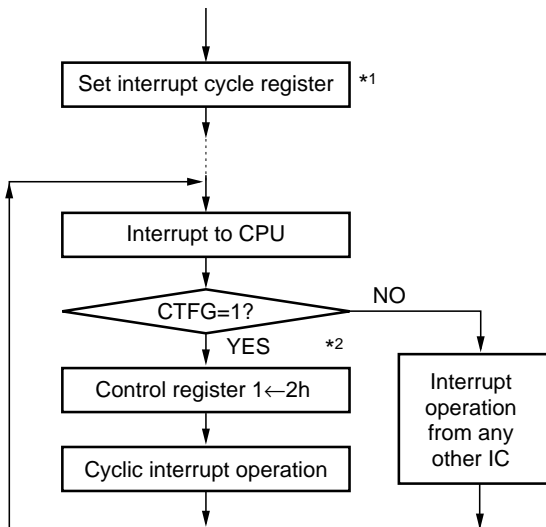 Set interrupt cycle register *1
Interrupt to CPU
CTFG=1?
NO
YES *2
Control register 1←2h
Cyclic interrupt operation
Interrupt
operation
from any
other IC